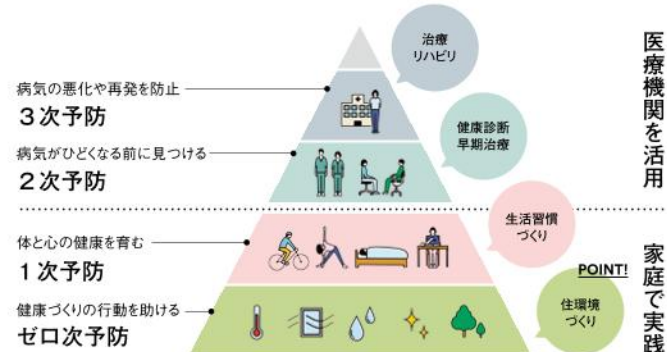 治療
リハビリ
病気の悪化や再発を防止
3次予防
医療機関を活用
健康診断
早期治療
病気がひどくなる前に見つける
2次予防
生活習慣
づくり
体と心の健康を育む
1次予防
家庭で実践
POINT!
住環境
づくり
健康づくりの行動を助ける
ゼロ次予防